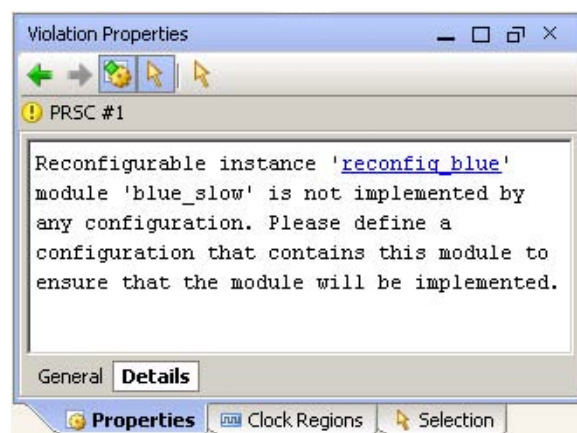 Violation Properties
PRSC #1
Reconfigurable instance 'reconfig_blue'
module 'blue_slow' is not implemented by
any configuration. Please define a
configuration that contains this module to
ensure that the module will be implemented.
General Details
Properties Clock Regions Selection